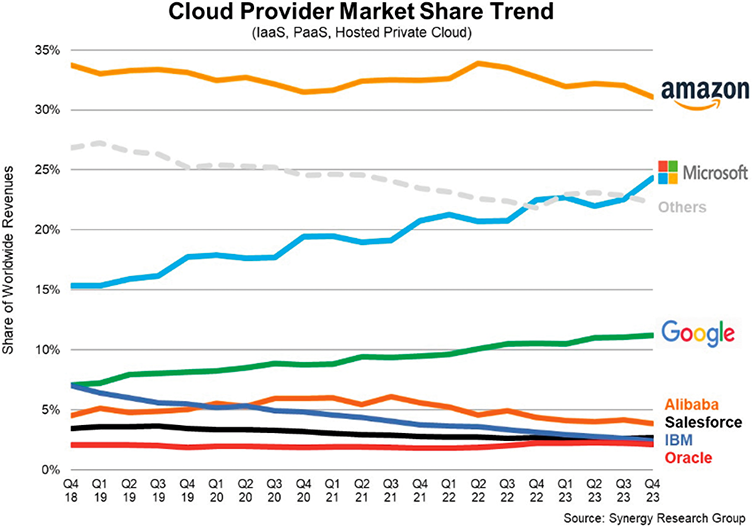 Cloud Provider Market Share Trend
(IaaS, PaaS, Hosted Private Cloud)
Share of Worldwide Revenues
35%
30%
25%
20%
15%
10%
5%
0%
amazon
Microsoft
Others
Google
Alibaba
Salesforce
IBM
Oracle
Q4 Q1 Q2 Q3 Q4 Q1 Q2 Q3 Q4 Q1 Q2 Q3 Q4 Q1 Q2 Q3 Q4 Q1 Q2 Q3 Q4
18 19 19 19 19 20 20 20 20 21 21 21 21 22 22 22 22 23 23 23 23
Source: Synergy Research Group